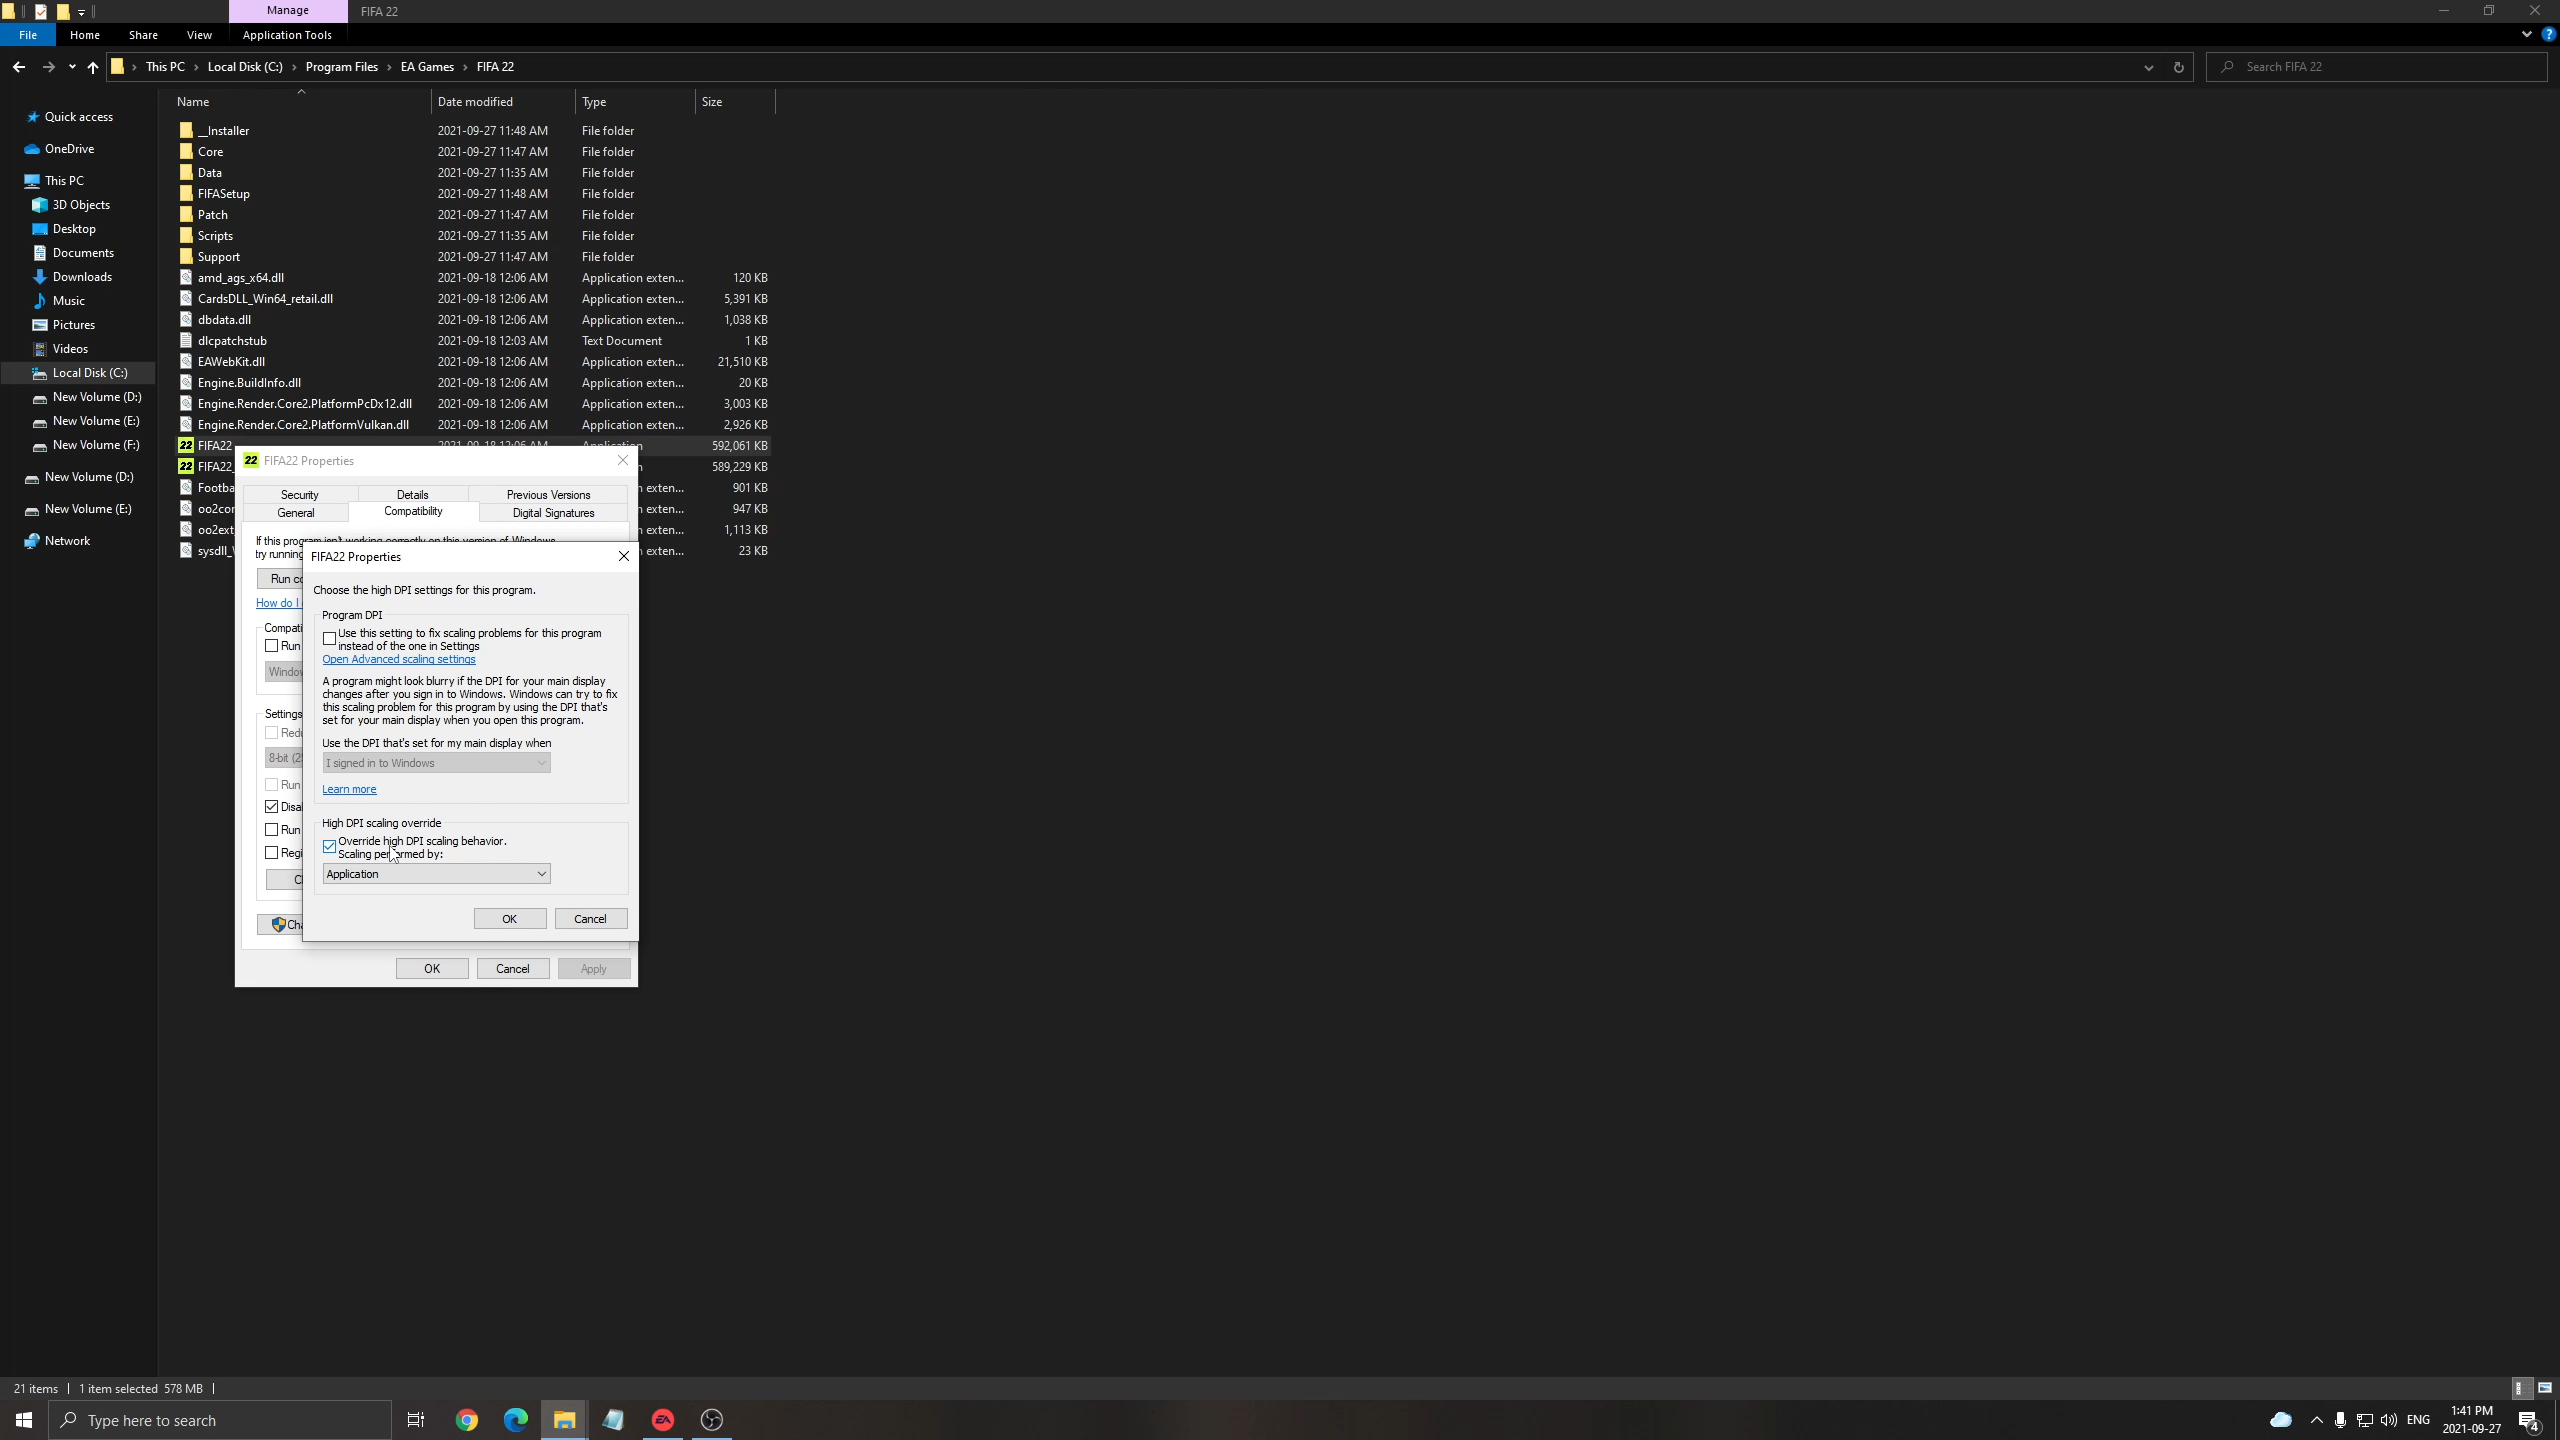 Manage
FIFA 22
File
Home
Share
View
Application Tools
This PC
Local Disk (C:)
Program Files
EA Games
FIFA 22
Search FIFA 22
Name
Date modified
Type
Size
Quick access
OneDrive
This PC
3D Objects
Desktop
Documents
Downloads
Music
Pictures
Videos
Local Disk (C:)
New Volume (D:)
New Volume (E:)
New Volume (F:)
New Volume (D:)
New Volume (E:)
Network
__Installer 2021-09-27 11:48 AM File folder
Core 2021-09-27 11:47 AM File folder
Data 2021-09-27 11:35 AM File folder
FIFASetup 2021-09-27 11:48 AM File folder
Patch 2021-09-27 11:47 AM File folder
Scripts 2021-09-27 11:35 AM File folder
Support 2021-09-27 11:47 AM File folder
amd_ags_x64.dll 2021-09-18 12:06 AM Application exten... 120 KB
CardsDLL_Win64_retail.dll 2021-09-18 12:06 AM Application exten... 5,391 KB
dbdata.dll 2021-09-18 12:06 AM Application exten... 1,038 KB
dlcpatchstub 2021-09-18 12:03 AM Text Document 1 KB
EAWebKit.dll 2021-09-18 12:06 AM Application exten... 21,510 KB
Engine.BuildInfo.dll 2021-09-18 12:06 AM Application exten... 20 KB
Engine.Render.Core2.PlatformPcDx12.dll 2021-09-18 12:06 AM Application exten... 3,003 KB
Engine.Render.Core2.PlatformVulkan.dll 2021-09-18 12:06 AM Application exten... 2,926 KB
22 FIFA22 2021-09-18 12:06 AM Application 592,061 KB
22 FIFA22_ n 589,229 KB
Footba n exten... 901 KB
oo2cor n exten... 947 KB
oo2ext n exten... 1,113 KB
sysdll_ n exten... 23 KB
22 FIFA22 Properties
Security
Details
Previous Versions
General
Compatibility
Digital Signatures
If this program isn't working correctly on this version of Windows,
try running
Run co
How do I
Compati
Run
Window
Settings
Redu
8-bit (25
Run
Disal
Run
Regi
C
Cha
OK
Cancel
Apply
FIFA22 Properties
Choose the high DPI settings for this program.
Program DPI
Use this setting to fix scaling problems for this program
instead of the one in Settings
Open Advanced scaling settings
A program might look blurry if the DPI for your main display
changes after you sign in to Windows. Windows can try to fix
this scaling problem for this program by using the DPI that's
set for your main display when you open this program.
Use the DPI that's set for my main display when
I signed in to Windows
Learn more
High DPI scaling override
Override high DPI scaling behavior.
Scaling performed by:
Application
OK
Cancel
21 items
1 item selected 578 MB
Type here to search
EA
ENG
1:41 PM
2021-09-27
4